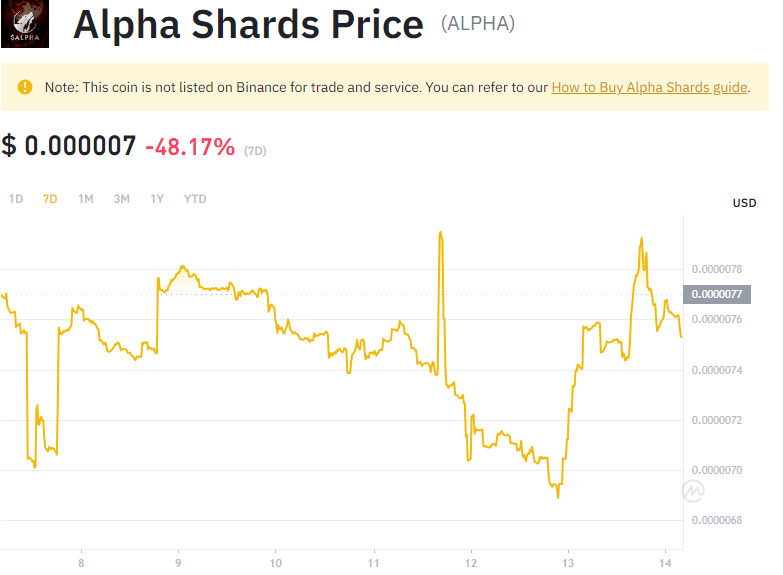 $ALPHA
Alpha Shards Price (ALPHA)
Note: This coin is not listed on Binance for trade and service. You can refer to our How to Buy Alpha Shards guide.
$ 0.000007 -48.17% (7D)
1D 7D 1M 3M 1Y YTD
USD
0.0000078
0.0000077
0.0000076
0.0000074
0.0000072
0.0000070
0.0000068
8 9 10 11 12 13 14